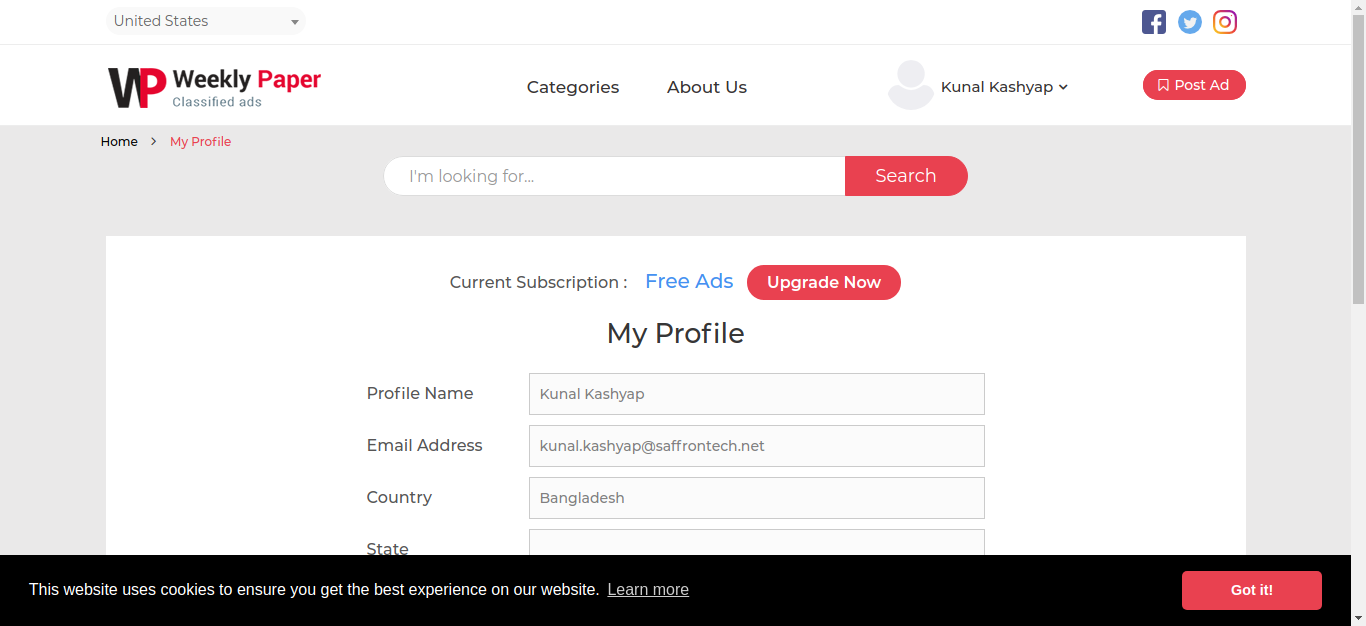 United States
Weekly Paper
Classified ads
Categories
About Us
Kunal Kashyap
Post Ad
Home > My Profile
I'm looking for...
Search
Current Subscription : Free Ads Upgrade Now
My Profile
Profile Name Kunal Kashyap
Email Address kunal.kashyap@saffrontech.net
Country Bangladesh
State
This website uses cookies to ensure you get the best experience on our website. Learn more
Got it!